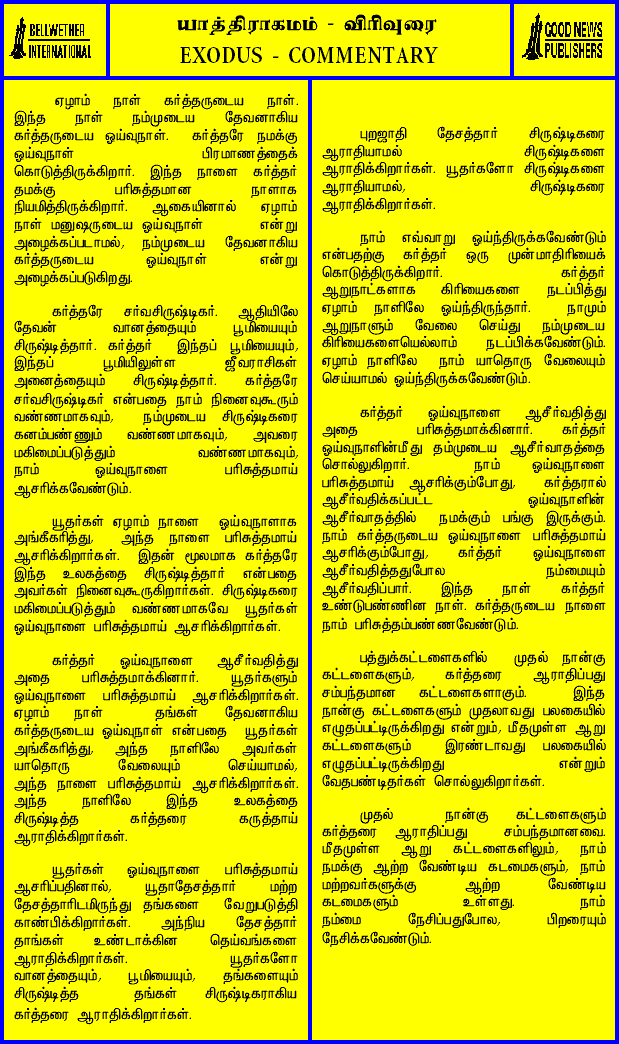 BELLWETHER
INTERNATIONAL
யாத்திராகமம் - விரிவுரை
EXODUS - COMMENTARY
GOOD NEWS
PUBLISHERS
ஏழாம் நாள் கர்த்தருடைய நாள்.
இந்த நாள் நம்முடைய தேவனாகிய
கர்த்தருடைய ஓய்வுநாள். கர்த்தரே நமக்கு
ஓய்வுநாள் பிரமாணத்தைக்
கொடுத்திருக்கிறார். இந்த நாளை கர்த்தர்
தமக்கு பரிசுத்தமான நாளாக
நியமித்திருக்கிறார். ஆகையினால் ஏழாம்
நாள் மனுஷருடைய ஓய்வுநாள் என்று
அழைக்கப்படாமல், நம்முடைய தேவனாகிய
கர்த்தருடைய ஓய்வுநாள் என்று
அழைக்கப்படுகிறது.
கர்த்தரே சர்வசிருஷ்டிகர். ஆதியிலே
தேவன் வானத்தையும் பூமியையும்
சிருஷ்டித்தார். கர்த்தர் இந்தப் பூமியையும்,
இந்தப் பூமியிலுள்ள ஜீவராசிகள்
அனைத்தையும் சிருஷ்டித்தார். கர்த்தரே
சர்வசிருஷ்டிகர் என்பதை நாம் நினைவுகூரும்
வண்ணமாகவும், நம்முடைய சிருஷ்டிகரை
கனம்பண்ணும் வண்ணமாகவும், அவரை
மகிமைப்படுத்தும் வண்ணமாகவும்,
நாம் ஓய்வுநாளை பரிசுத்தமாய்
ஆசரிக்கவேண்டும்.
யூதர்கள் ஏழாம் நாளை ஓய்வுநாளாக
அங்கீகரித்து, அந்த நாளை பரிசுத்தமாய்
ஆசரிக்கிறார்கள். இதன் மூலமாக கர்த்தரே
இந்த உலகத்தை சிருஷ்டித்தார் என்பதை
அவர்கள் நினைவுகூருகிறார்கள். சிருஷ்டிகரை
மகிமைப்படுத்தும் வண்ணமாகவே யூதர்கள்
ஓய்வுநாளை பரிசுத்தமாய் ஆசரிக்கிறார்கள்.
கர்த்தர் ஓய்வுநாளை ஆசீர்வதித்து
அதை பரிசுத்தமாக்கினார். யூதர்களும்
ஓய்வுநாளை பரிசுத்தமாய் ஆசரிக்கிறார்கள்.
ஏழாம் நாள் தங்கள் தேவனாகிய
கர்த்தருடைய ஓய்வுநாள் என்பதை யூதர்கள்
அங்கீகரித்து, அந்த நாளிலே அவர்கள்
யாதொரு வேலையும் செய்யாமல்,
அந்த நாளை பரிசுத்தமாய் ஆசரிக்கிறார்கள்.
அந்த நாளிலே இந்த உலகத்தை
சிருஷ்டித்த கர்த்தரை கருத்தாய்
ஆராதிக்கிறார்கள்.
யூதர்கள் ஓய்வுநாளை பரிசுத்தமாய்
ஆசரிப்பதினால், யூதாதேசத்தார் மற்ற
தேசத்தாரிடமிருந்து தங்களை வேறுபடுத்தி
காண்பிக்கிறார்கள். அந்நிய தேசத்தார்
தாங்கள் உண்டாக்கின தெய்வங்களை
ஆராதிக்கிறார்கள். யூதர்களோ
வானத்தையும், பூமியையும், தங்களையும்
சிருஷ்டித்த தங்கள் சிருஷ்டிகராகிய
கர்த்தரை ஆராதிக்கிறார்கள்.
புறஜாதி தேசத்தார் சிருஷ்டிகரை
ஆராதியாமல் சிருஷ்டிகளை
ஆராதிக்கிறார்கள். யூதர்களோ சிருஷ்டிகளை
ஆராதியாமல், சிருஷ்டிகரை
ஆராதிக்கிறார்கள்.
நாம் எவ்வாறு ஓய்ந்திருக்கவேண்டும்
என்பதற்கு கர்த்தர் ஒரு முன்மாதிரியைக்
கொடுத்திருக்கிறார். கர்த்தர்
ஆறுநாட்களாக கிரியைகளை நடப்பித்து
ஏழாம் நாளிலே ஓய்ந்திருந்தார். நாமும்
ஆறுநாளும் வேலை செய்து நம்முடைய
கிரியைகளையெல்லாம் நடப்பிக்கவேண்டும்.
ஏழாம் நாளிலே நாம் யாதொரு வேலையும்
செய்யாமல் ஓய்ந்திருக்கவேண்டும்.
கர்த்தர் ஓய்வுநாளை ஆசீர்வதித்து
அதை பரிசுத்தமாக்கினார். கர்த்தர்
ஓய்வுநாளின்மீது தம்முடைய ஆசீர்வாதத்தை
சொல்லுகிறார். நாம் ஓய்வுநாளை
பரிசுத்தமாய் ஆசரிக்கும்போது, கர்த்தரால்
ஆசீர்வதிக்கப்பட்ட ஓய்வுநாளின்
ஆசீர்வாதத்தில் நமக்கும் பங்கு இருக்கும்.
நாம் கர்த்தருடைய ஓய்வுநாளை பரிசுத்தமாய்
ஆசரிக்கும்போது, கர்த்தர் ஓய்வுநாளை
ஆசீர்வதித்ததுபோல நம்மையும்
ஆசீர்வதிப்பார். இந்த நாள் கர்த்தர்
உண்டுபண்ணின நாள். கர்த்தருடைய நாளை
நாம் பரிசுத்தம்பண்ணவேண்டும்.
பத்துக்கட்டளைகளில் முதல் நான்கு
கட்டளைகளும், கர்த்தரை ஆராதிப்பது
சம்பந்தமான கட்டளைகளாகும். இந்த
நான்கு கட்டளைகளும் முதலாவது பலகையில்
எழுதப்பட்டிருக்கிறது என்றும், மீதமுள்ள ஆறு
கட்டளைகளும் இரண்டாவது பலகையில்
எழுதப்பட்டிருக்கிறது என்றும்
வேதபண்டிதர்கள் சொல்லுகிறார்கள்.
முதல் நான்கு கட்டளைகளும்
கர்த்தரை ஆராதிப்பது சம்பந்தமானவை.
மீதமுள்ள ஆறு கட்டளைகளிலும், நாம்
நமக்கு ஆற்ற வேண்டிய கடமைகளும், நாம்
மற்றவர்களுக்கு ஆற்ற வேண்டிய
கடமைகளும் உள்ளது. நாம்
நம்மை நேசிப்பதுபோல, பிறரையும்
நேசிக்கவேண்டும்.